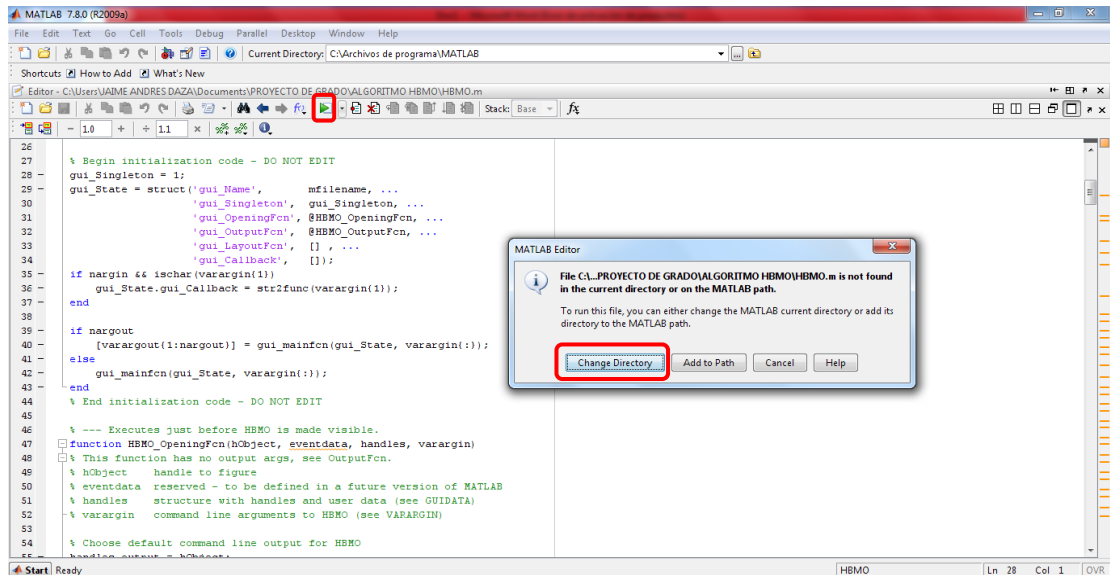 MATLAB 7.8.0 (R2009a)
File Edit Text Go Cell Tools Debug Parallel Desktop Window Help
Current Directory: C:\Archivos de programa\MATLAB
Shortcuts How to Add What's New
Editor - C:\Users\JAIME ANDRES DAZA\Documents\PROYECTO DE GRADO\ALGORITMO HBMO\HBMO.m
Stack: Base fx
- 1.0 + ÷ 1.1 ×
26
27 % Begin initialization code - DO NOT EDIT
28 - gui_Singleton = 1;
29 - gui_State = struct('gui_Name', mfilename, ...
30 'gui_Singleton', gui_Singleton, ...
31 'gui_OpeningFcn', @HBMO_OpeningFcn, ...
32 'gui_OutputFcn', @HBMO_OutputFcn, ...
33 'gui_LayoutFcn', [] , ...
34 'gui_Callback', []);
35 - if nargin && ischar(varargin{1})
36 - gui_State.gui_Callback = str2func(varargin{1});
37 - end
38
39 - if nargout
40 - [varargout{1:nargout}] = gui_mainfcn(gui_State, varargin{:});
41 - else
42 - gui_mainfcn(gui_State, varargin{:});
43 - end
44 % End initialization code - DO NOT EDIT
45
46 % --- Executes just before HBMO is made visible.
47 function HBMO_OpeningFcn(hObject, eventdata, handles, varargin)
48 % This function has no output args, see OutputFcn.
49 % hObject handle to figure
50 % eventdata reserved - to be defined in a future version of MATLAB
51 % handles structure with handles and user data (see GUIDATA)
52 % varargin command line arguments to HBMO (see VARARGIN)
53
54 % Choose default command line output for HBMO
55 - handles.output = hObject;
MATLAB Editor
File C:\...PROYECTO DE GRADO\ALGORITMO HBMO\HBMO.m is not found
in the current directory or on the MATLAB path.
To run this file, you can either change the MATLAB current directory or add its
directory to the MATLAB path.
Change Directory Add to Path Cancel Help
Start Ready HBMO Ln 28 Col 1 OVR